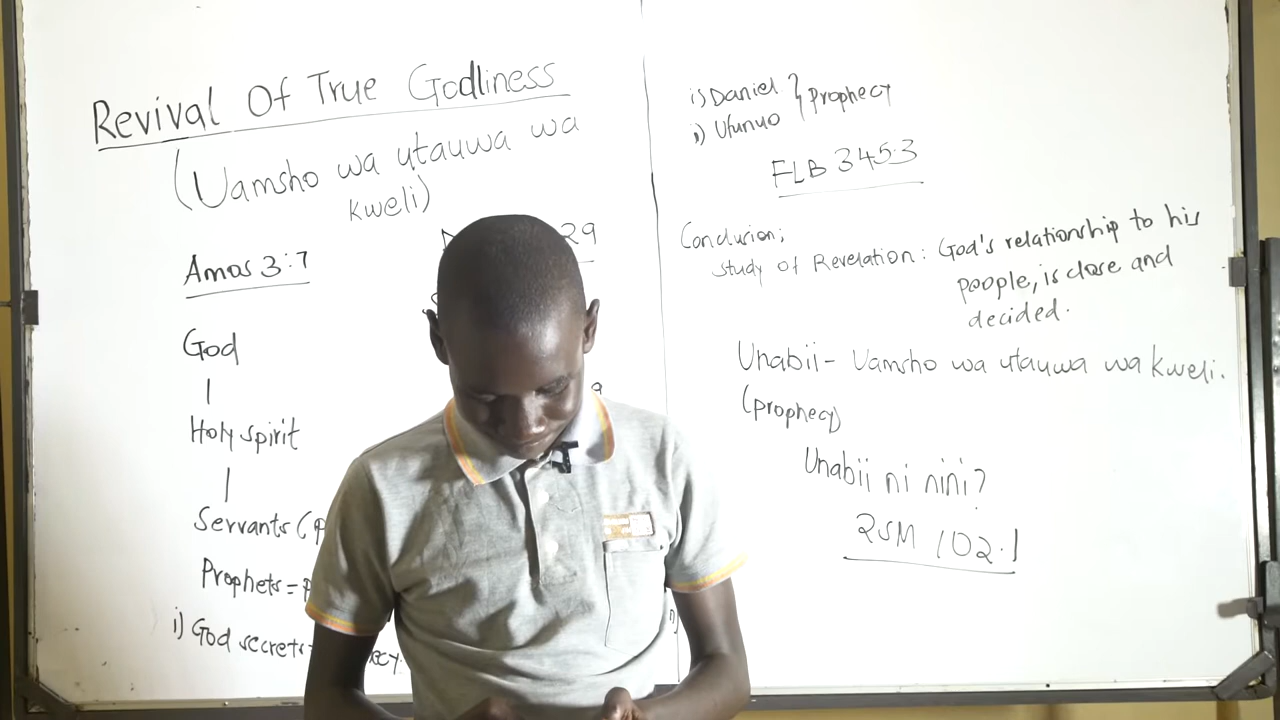 Revival Of True Godliness
(Uamsho wa utauwa wa
kweli)
Amos 3:7
29
God
Holy spirit
Servants (p
Prophets =
i) God secrets
9
i) Daniel } prophecy
ii) Ufunuo
FLB 345.3
Conclusion;
study of Revelation: God's relationship to his
people, is close and
decided.
Unabii - Uamsho wa utauwa wa kweli.
(prophecy)
Unabii ni nini?
2SM 102.1